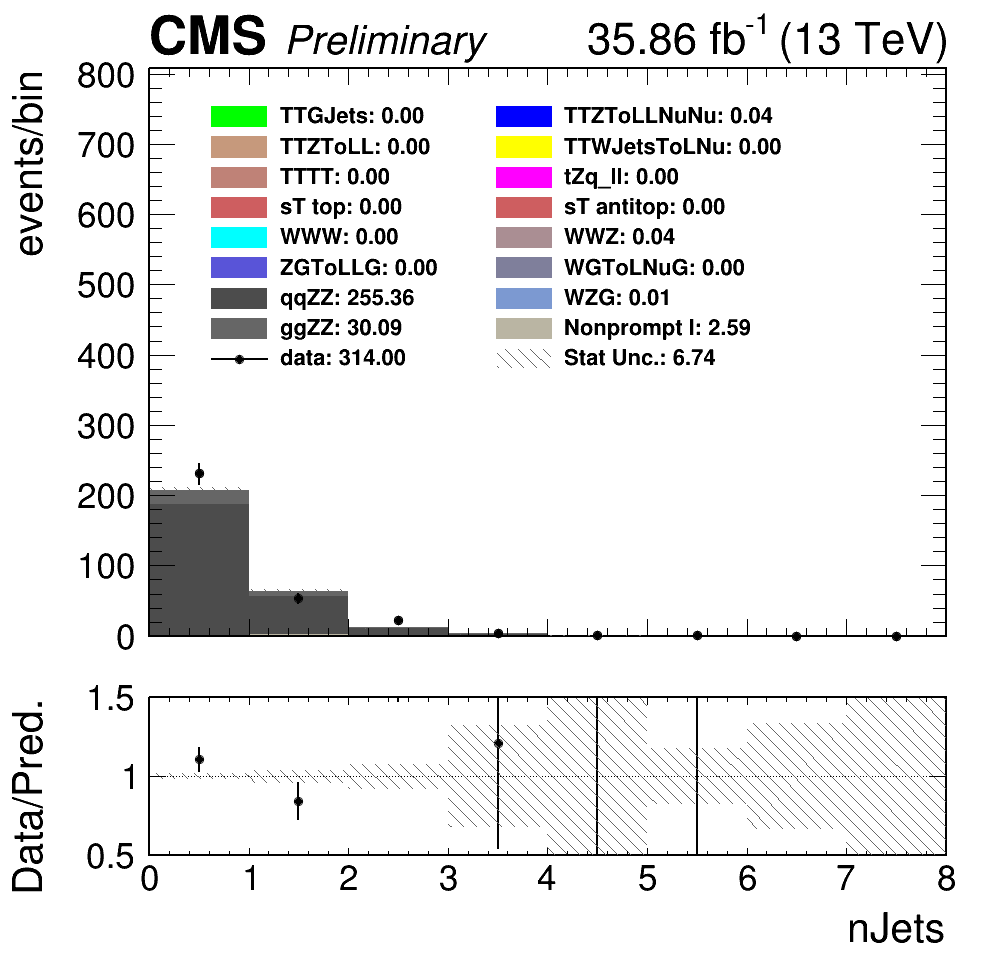 CMS Preliminary 35.86 fb-1 (13 TeV)
events/bin
800
700
600
500
400
300
200
100
0
TTGJets: 0.00 TTZToLLNuNu: 0.04
TTZToLL: 0.00 TTWJetsToLNu: 0.00
TTTT: 0.00 tZq_ll: 0.00
sT top: 0.00 sT antitop: 0.00
WWW: 0.00 WWZ: 0.04
ZGToLLG: 0.00 WGToLNuG: 0.00
qqZZ: 255.36 WZG: 0.01
ggZZ: 30.09 Nonprompt l: 2.59
data: 314.00 Stat Unc.: 6.74
Data/Pred.
1.5
1
0.5
0 1 2 3 4 5 6 7 8
nJets